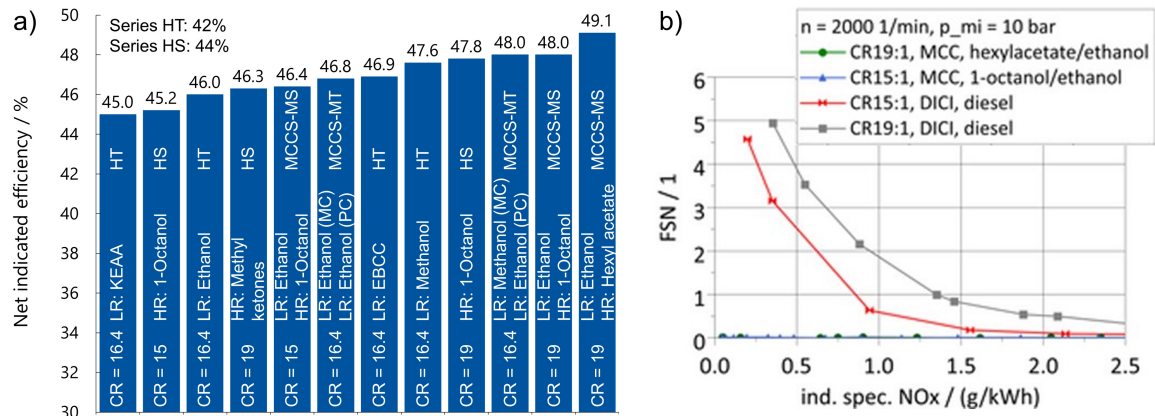 a)
Series HT: 42%
Series HS: 44%
Net indicated efficiency / %
50
48
46
44
42
40
38
36
34
32
30
45.0
45.2
46.0
46.3
46.4
46.8
46.9
47.6
47.8
48.0
48.0
49.1
CR = 16.4 LR: KEAA HT
CR = 15 HR: 1-Octanol HS
CR = 16.4 LR: Ethanol HT
CR = 19 HR: Methyl HS
ketones
CR = 15 LR: Ethanol MCCS-MS
HR: 1-Octanol
CR = 16.4 LR: Ethanol (MC) MCCS-MT
LR: Ethanol (PC)
CR = 16.4 LR: EBCC HT
CR = 16.4 LR: Methanol HT
CR = 19 HR: 1-Octanol HS
CR = 16.4 LR: Methanol (MC) MCCS-MT
LR: Ethanol (PC)
CR = 19 LR: Ethanol MCCS-MS
HR: 1-Octanol
CR = 19 LR: Ethanol MCCS-MS
HR: Hexyl acetate
b)
n = 2000 1/min, p_mi = 10 bar
CR19:1, MCC, hexylacetate/ethanol
CR15:1, MCC, 1-octanol/ethanol
CR15:1, DICI, diesel
CR19:1, DICI, diesel
FSN / 1
6
5
4
3
2
1
0
0.0 0.5 1.0 1.5 2.0 2.5
ind. spec. NOx / (g/kWh)